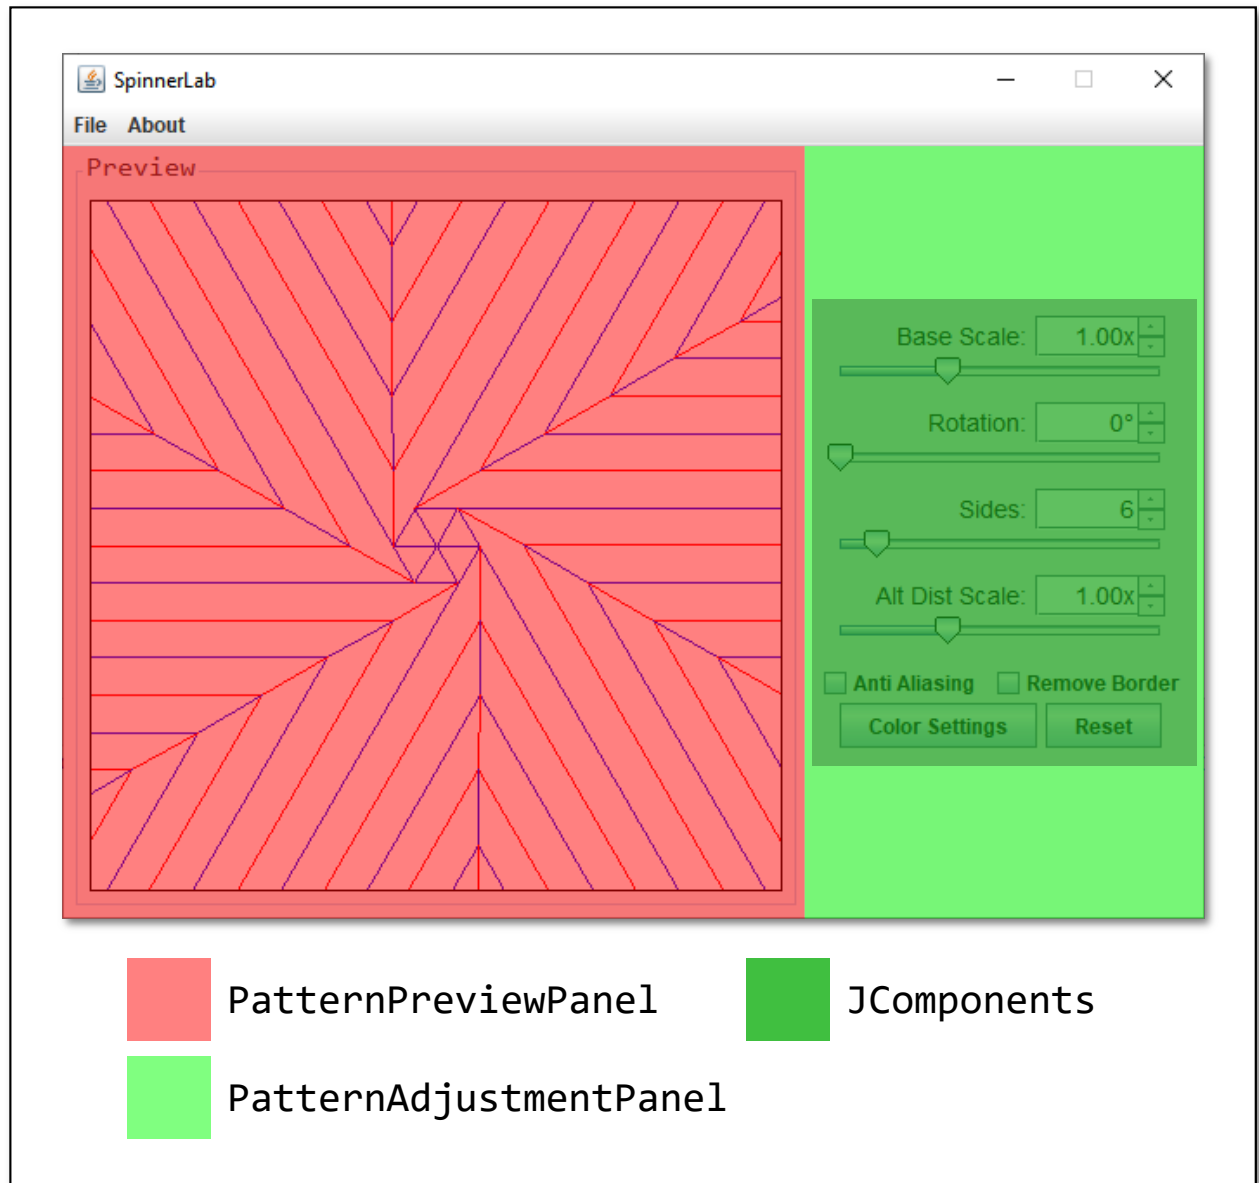 SpinnerLab
File About
Preview
Base Scale: 1.00x
Rotation: 0°
Sides: 6
Alt Dist Scale: 1.00x
Anti Aliasing Remove Border
Color Settings Reset
PatternPreviewPanel JComponents
PatternAdjustmentPanel